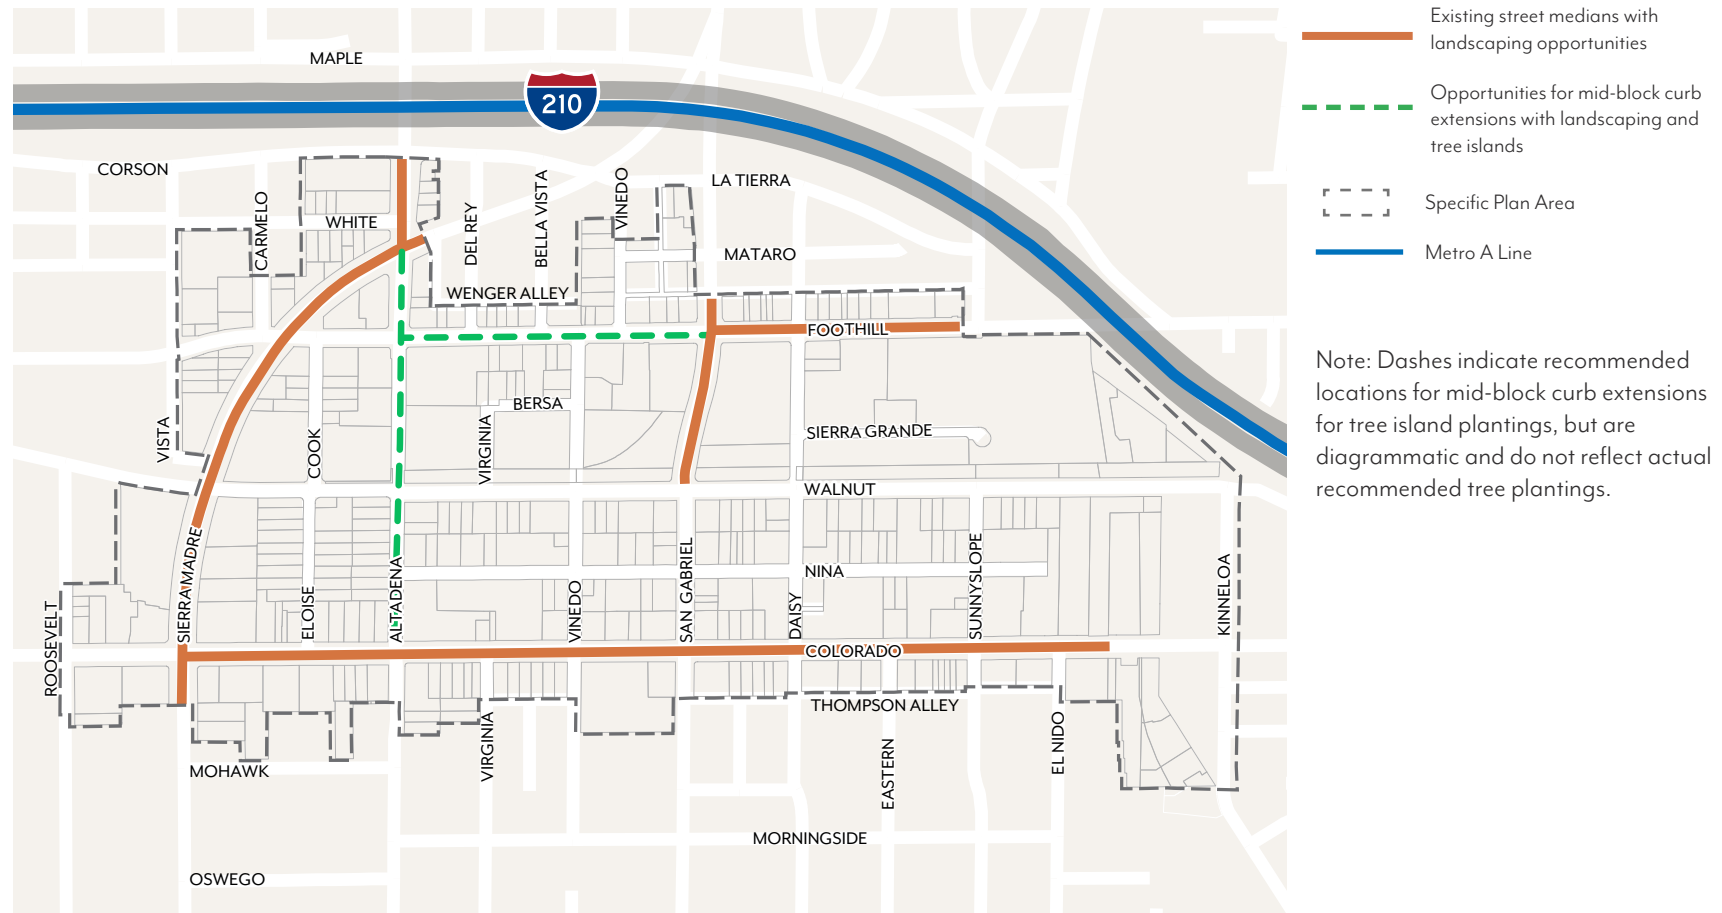 MAPLE
210
CORSON
CARMELO
WHITE
DEL REY
BELLA VISTA
VINEDO
LA TIERRA
MATARO
WENGER ALLEY
FOOTHILL
BERSA
VISTA
COOK
VIRGINIA
SIERRA GRANDE
WALNUT
SIERRA MADRE
ELOISE
ALTADENA
VINEDO
SAN GABRIEL
NINA
DAISY
SUNNYSLOPE
KINNELOA
ROOSEVELT
COLORADO
THOMPSON ALLEY
VIRGINIA
EASTERN
EL NIDO
MOHAWK
MORNINGSIDE
OSWEGO
Existing street medians with
landscaping opportunities
Opportunities for mid-block curb
extensions with landscaping and
tree islands
Specific Plan Area
Metro A Line
Note: Dashes indicate recommended
locations for mid-block curb extensions
for tree island plantings, but are
diagrammatic and do not reflect actual
recommended tree plantings.